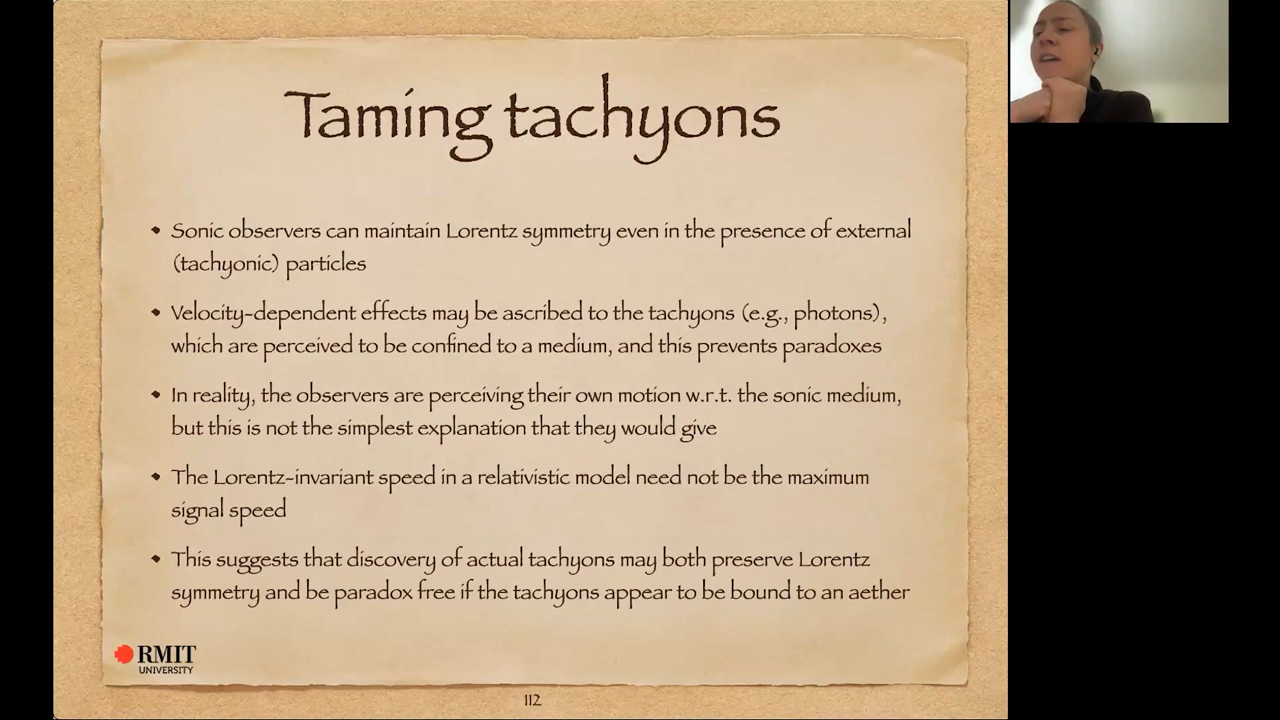 Taming tachyons
• Sonic observers can maintain Lorentz symmetry even in the presence of external
(tachyonic) particles
• Velocity-dependent effects may be ascribed to the tachyons (e.g., photons),
which are perceived to be confined to a medium, and this prevents paradoxes
• In reality, the observers are perceiving their own motion w.r.t. the sonic medium,
but this is not the simplest explanation that they would give
• The Lorentz-invariant speed in a relativistic model need not be the maximum
signal speed
• This suggests that discovery of actual tachyons may both preserve Lorentz
symmetry and be paradox free if the tachyons appear to be bound to an aether
RMIT
UNIVERSITY
112